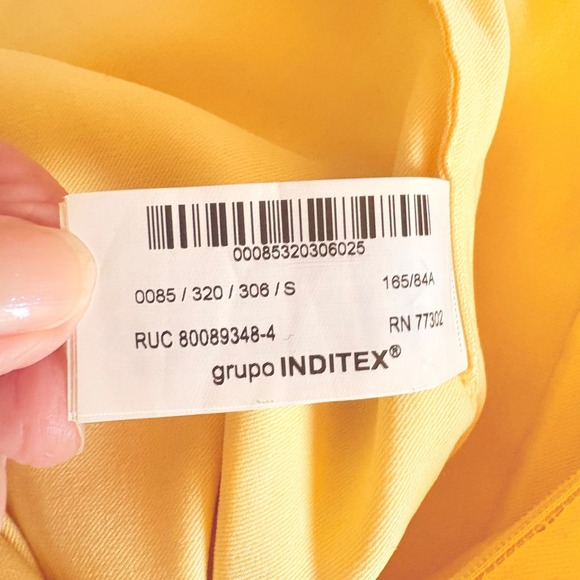 00085320306025
0085 / 320 / 306 / S 165/84A
RUC 80089348-4 RN 77302
grupo INDITEX®